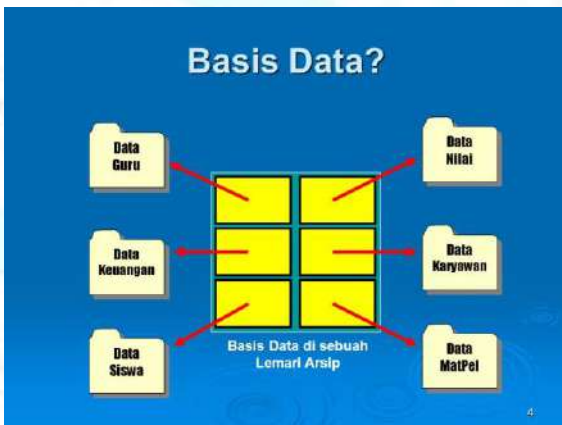 Basis Data?
Data
Guru
Data
Nilai
Data
Keuangan
Data
Karyawan
Data
Siswa
Basis Data di sebuah
Lemari Arsip
Data
MatPel
4